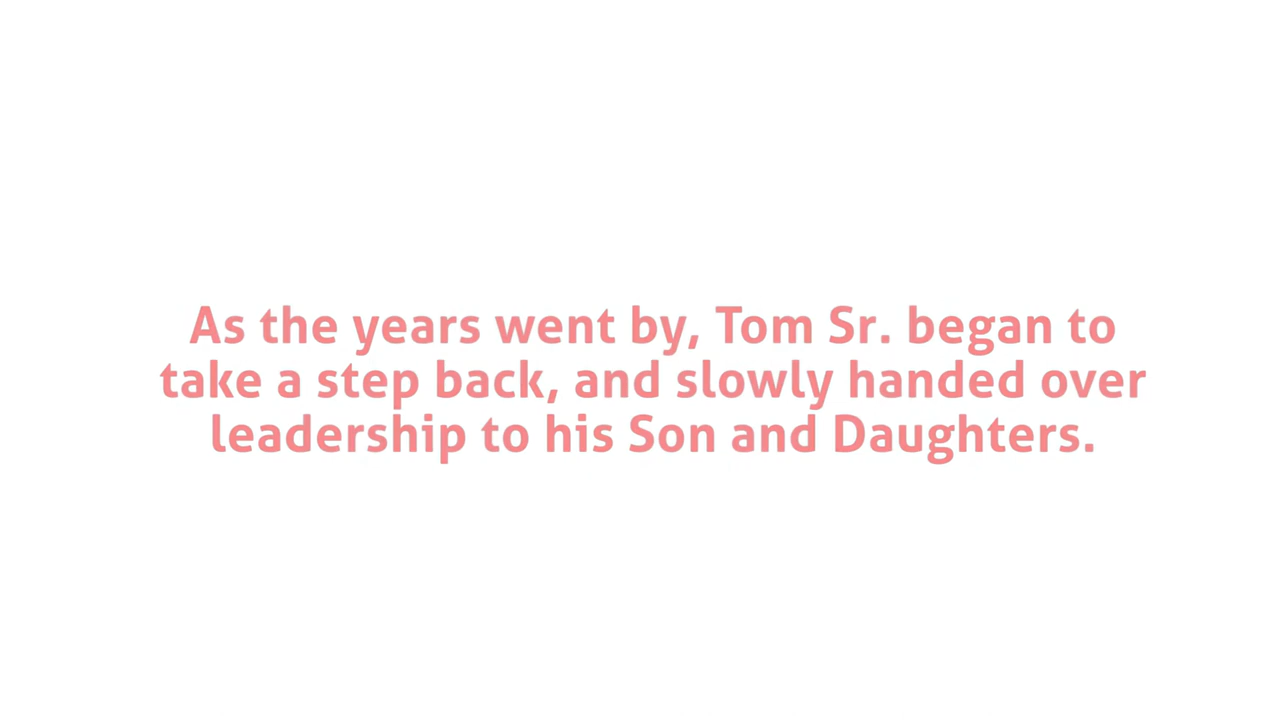 As the years went by, Tom Sr. began to
take a step back, and slowly handed over
leadership to his Son and Daughters.